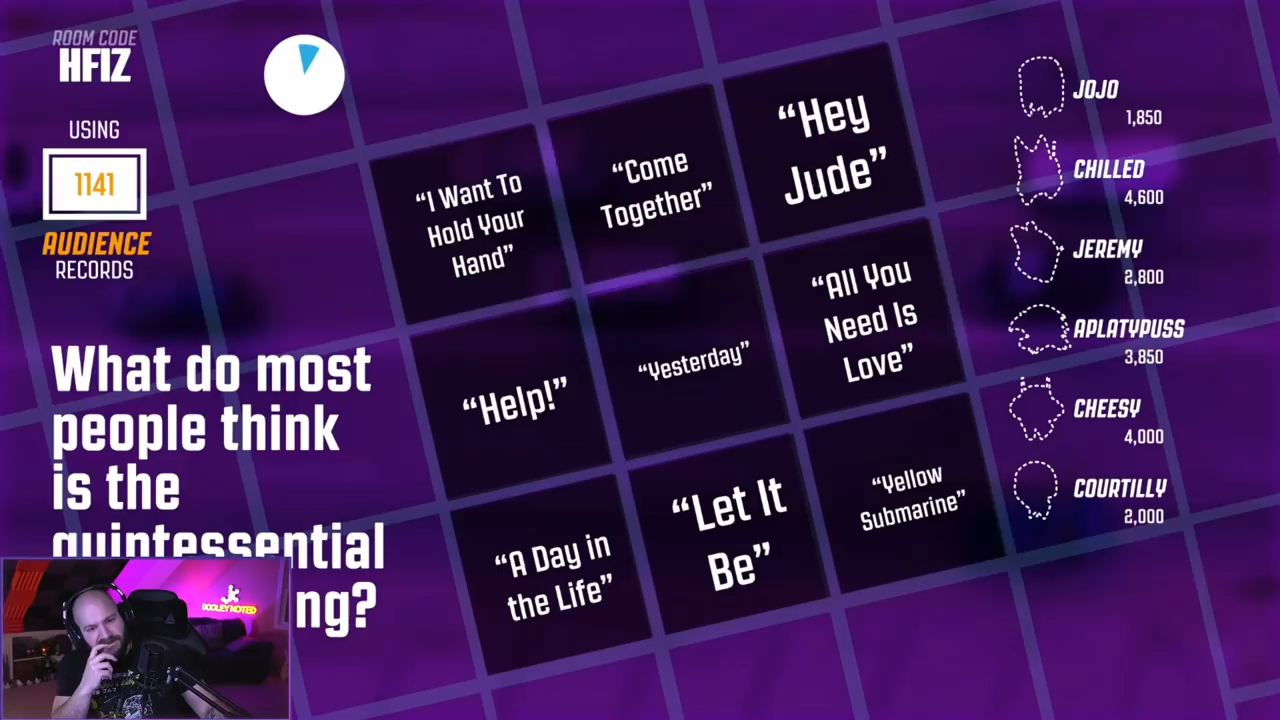 ROOM CODE
HFIZ
USING
1141
AUDIENCE
RECORDS
What do most
people think
is the
quintessential
ng?
“I Want To
Hold Your
Hand”
“Come
Together”
“Hey
Jude”
“Help!”
“Yesterday”
“All You
Need Is
Love”
“A Day in
the Life”
“Let It
Be”
“Yellow
Submarine”
JOJO
1,850
CHILLED
4,600
JEREMY
2,800
APLATYPUSS
3,850
CHEESY
4,000
COURTILLY
2,000